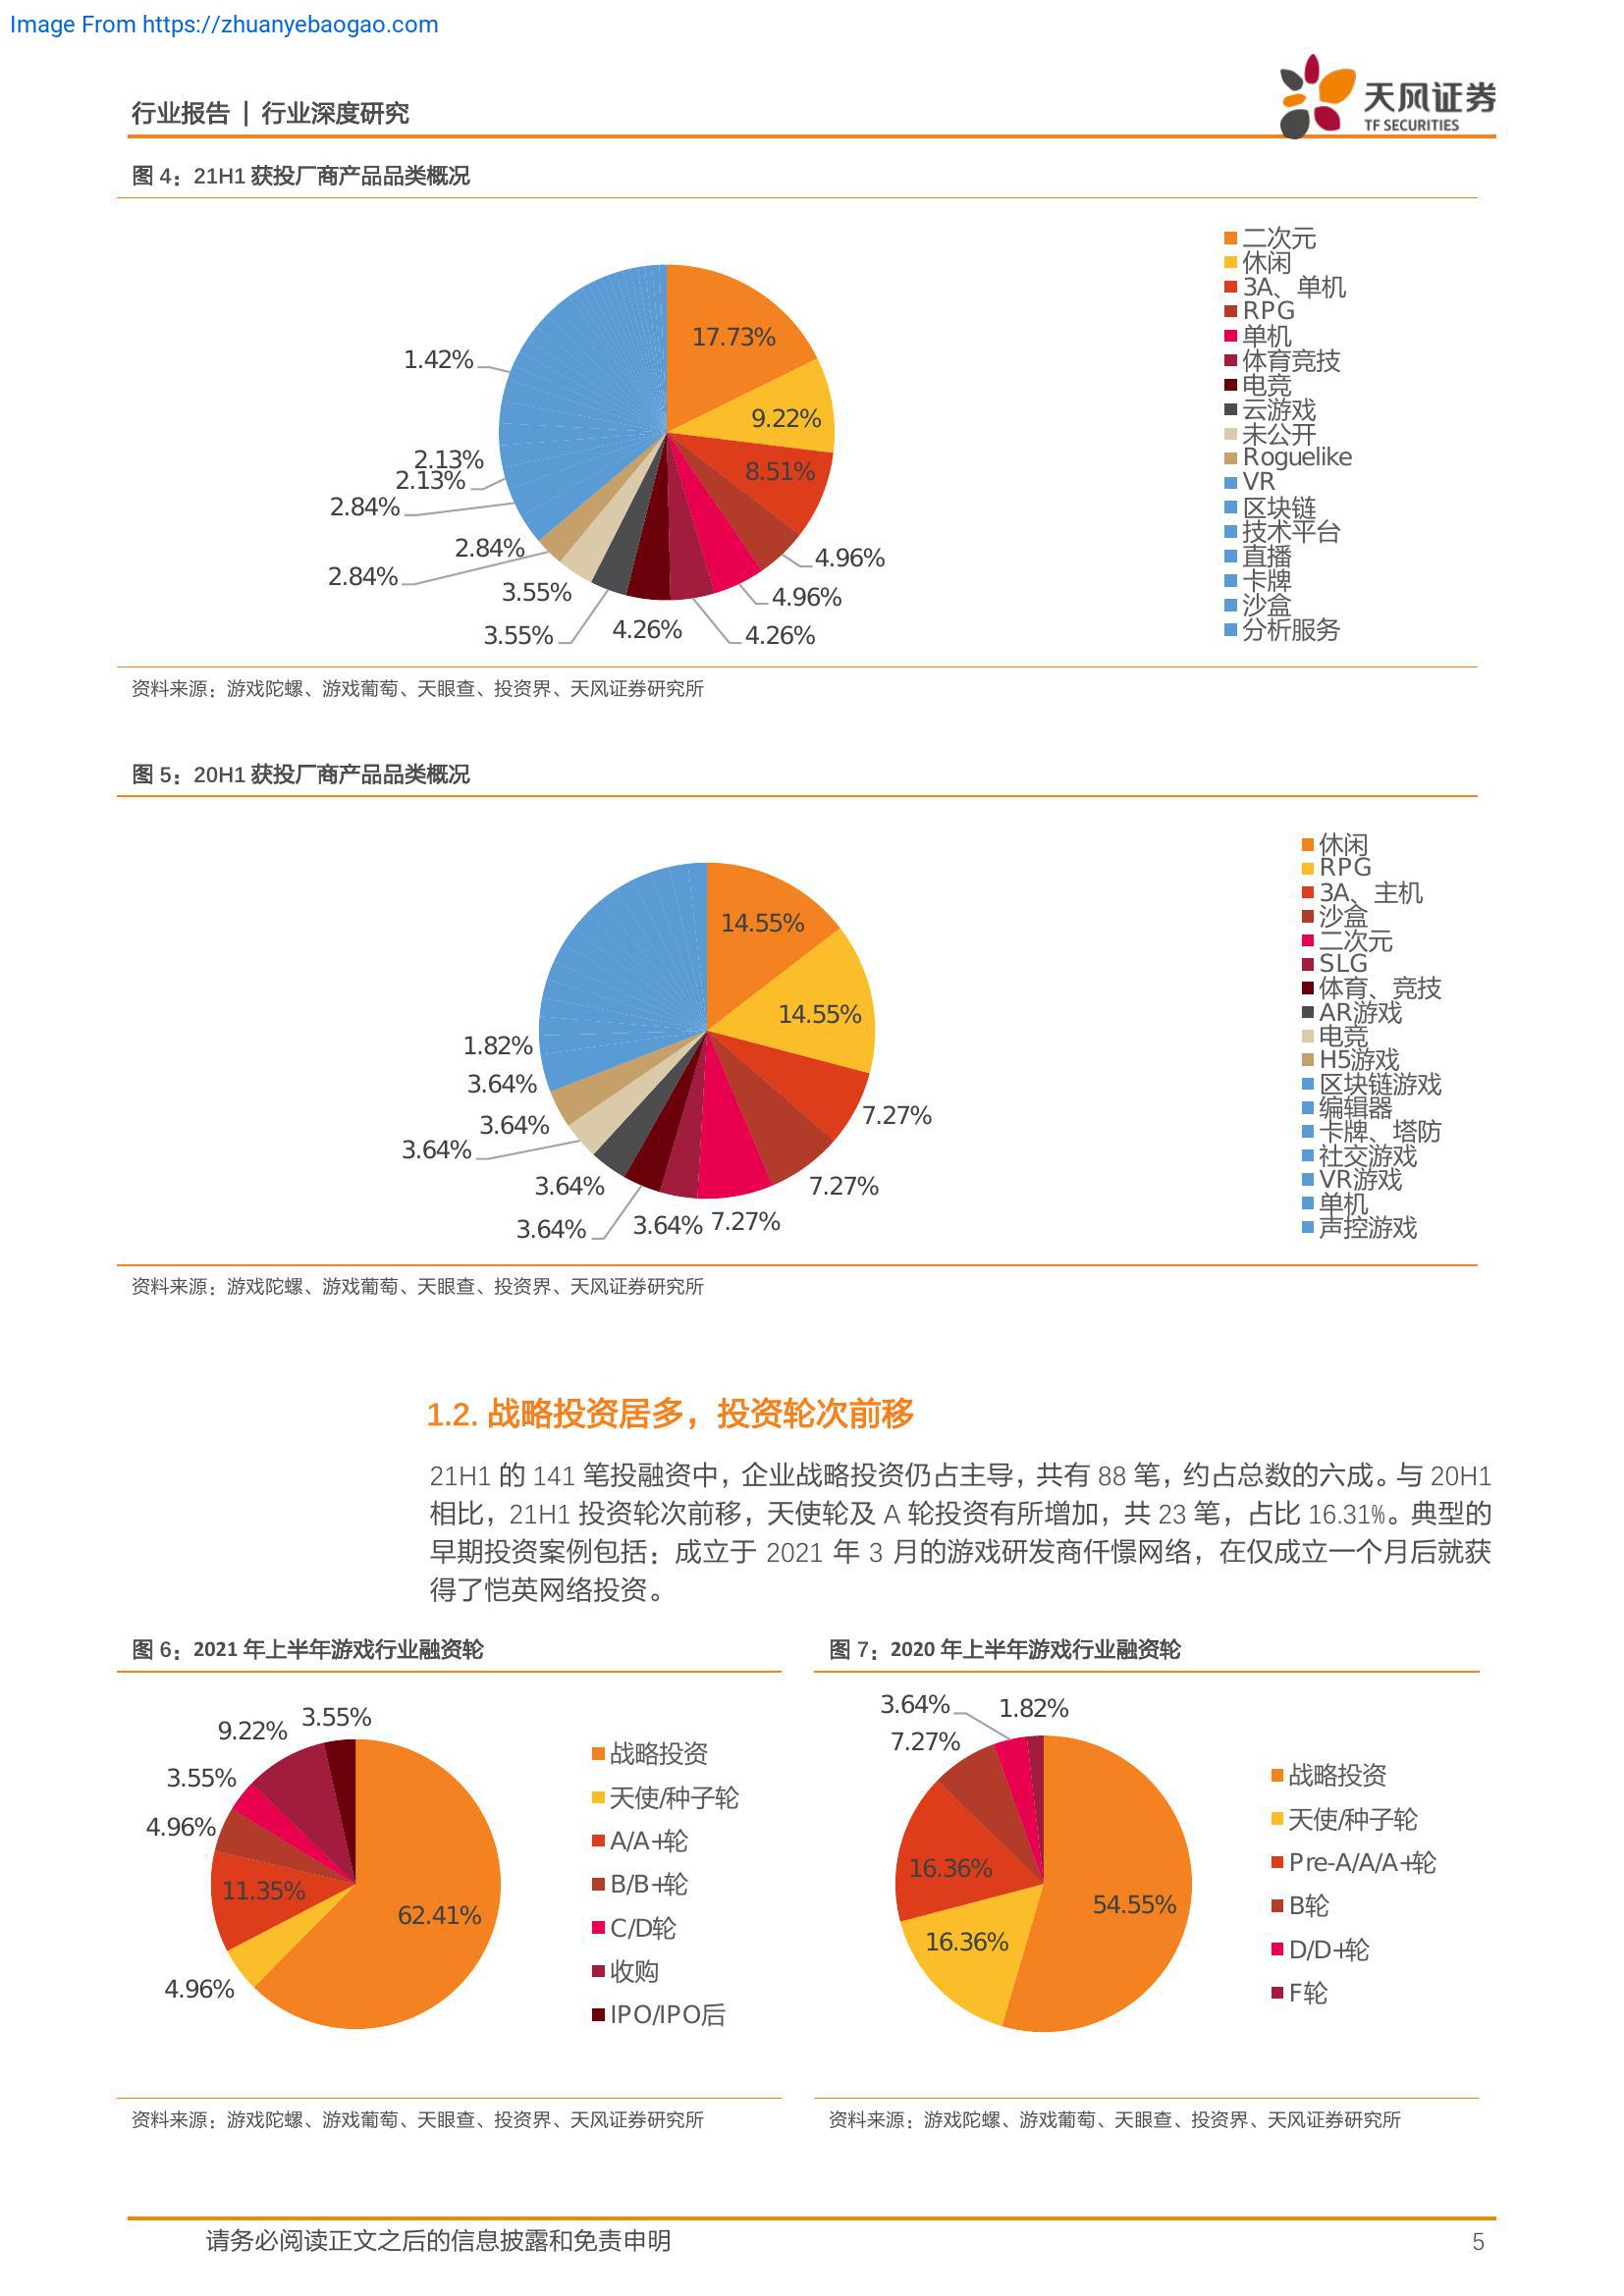 Image From https://zhuanyebaogao.com
行业报告 | 行业深度研究
天风证券
TF SECURITIES
图 4：21H1 获投厂商产品品类概况
17.73%
9.22%
8.51%
4.96%
4.96%
4.26%
4.26%
3.55%
3.55%
2.84%
2.84%
2.84%
2.13%
2.13%
1.42%
二次元
休闲
3A、单机
RPG
单机
体育竞技
电竞
云游戏
未公开
Roguelike
VR
区块链
技术平台
直播
卡牌
沙盒
分析服务
资料来源：游戏陀螺、游戏葡萄、天眼查、投资界、天风证券研究所
图 5：20H1 获投厂商产品品类概况
14.55%
14.55%
7.27%
7.27%
7.27%
3.64%
3.64%
3.64%
3.64%
3.64%
3.64%
1.82%
休闲
RPG
3A、主机
沙盒
二次元
SLG
体育、竞技
AR游戏
电竞
H5游戏
区块链游戏
编辑器
卡牌、塔防
社交游戏
VR游戏
单机
声控游戏
资料来源：游戏陀螺、游戏葡萄、天眼查、投资界、天风证券研究所
1.2. 战略投资居多，投资轮次前移
21H1 的 141 笔投融资中，企业战略投资仍占主导，共有 88 笔，约占总数的六成。与 20H1
相比，21H1 投资轮次前移，天使轮及 A 轮投资有所增加，共 23 笔，占比 16.31%。典型的
早期投资案例包括：成立于 2021 年 3 月的游戏研发商仟憬网络，在仅成立一个月后就获
得了恺英网络投资。
图 6：2021 年上半年游戏行业融资轮
62.41%
4.96%
11.35%
4.96%
3.55%
9.22%
3.55%
战略投资
天使/种子轮
A/A+轮
B/B+轮
C/D轮
收购
IPO/IPO后
资料来源：游戏陀螺、游戏葡萄、天眼查、投资界、天风证券研究所
图 7：2020 年上半年游戏行业融资轮
54.55%
16.36%
16.36%
7.27%
3.64%
1.82%
战略投资
天使/种子轮
Pre-A/A/A+轮
B轮
D/D+轮
F轮
资料来源：游戏陀螺、游戏葡萄、天眼查、投资界、天风证券研究所
请务必阅读正文之后的信息披露和免责申明
5